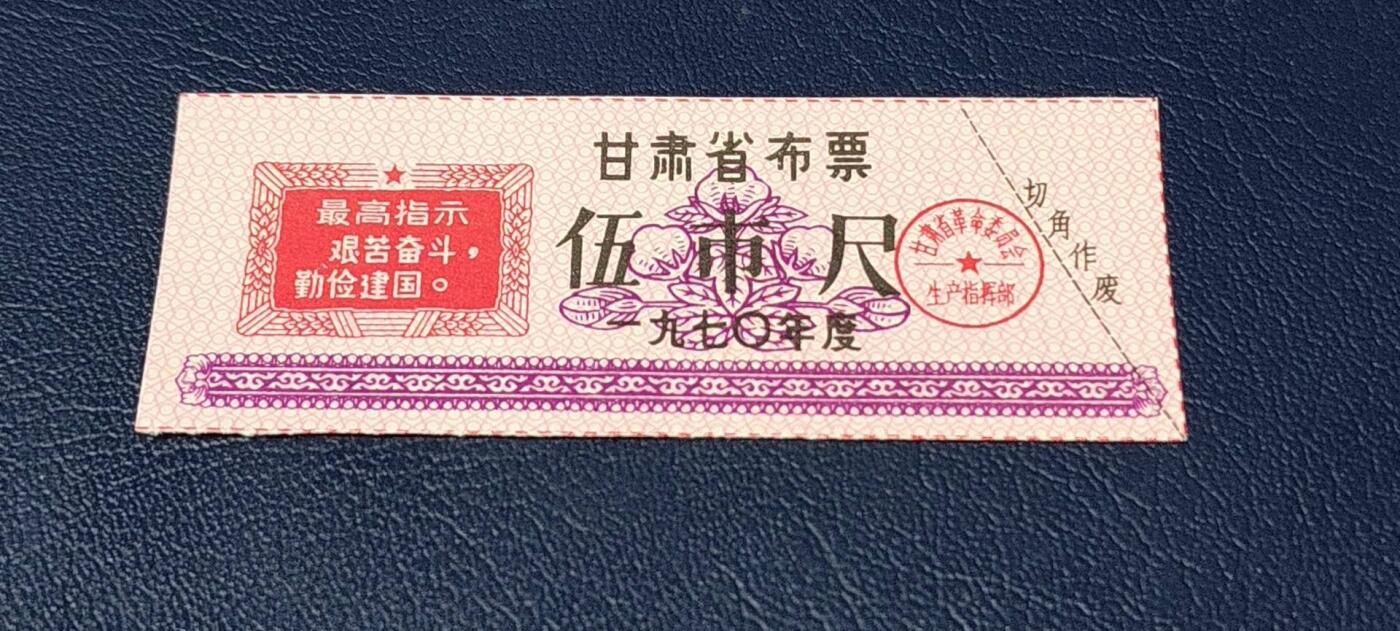 最高指示
艰苦奋斗，
勤俭建国。
甘肃省布票
伍市尺
一九七〇年度
甘肃省革命委员会
生产指挥部
切角作废